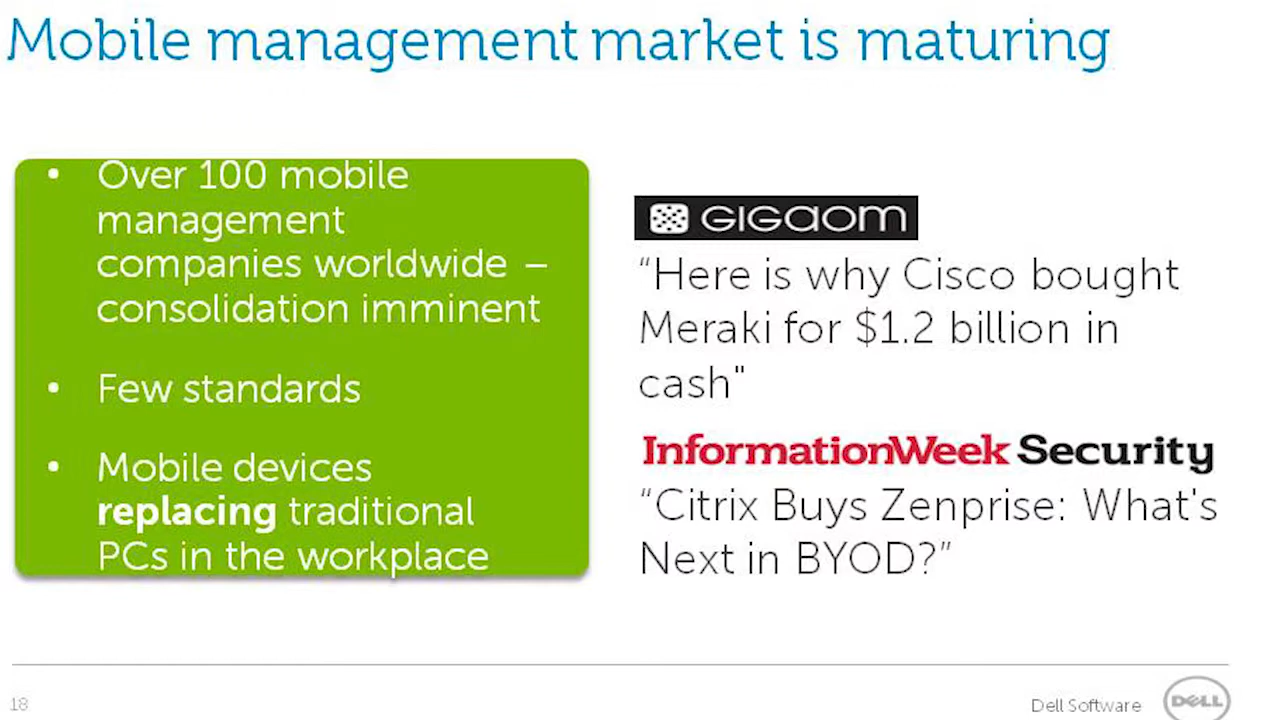 Mobile management market is maturing
• Over 100 mobile
management
companies worldwide –
consolidation imminent
• Few standards
• Mobile devices
replacing traditional
PCs in the workplace
GIGAOM
“Here is why Cisco bought
Meraki for $1.2 billion in
cash"
InformationWeek Security
“Citrix Buys Zenprise: What's
Next in BYOD?”
18
Dell Software
DELL